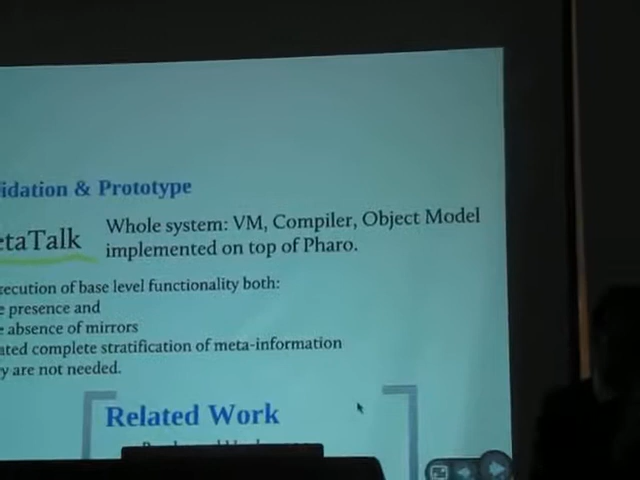 idation & Prototype
etaTalk
Whole system: VM, Compiler, Object Model
implemented on top of Pharo.
ecution of base level functionality both:
e presence and
e absence of mirrors
ated complete stratification of meta-information
y are not needed.
Related Work